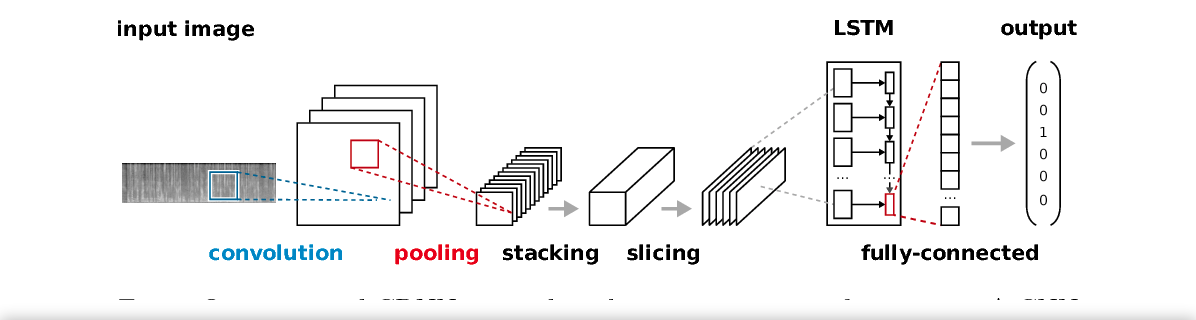 input image
LSTM
output
0
0
1
0
0
0
...
...
...
convolution
pooling
stacking
slicing
fully-connected